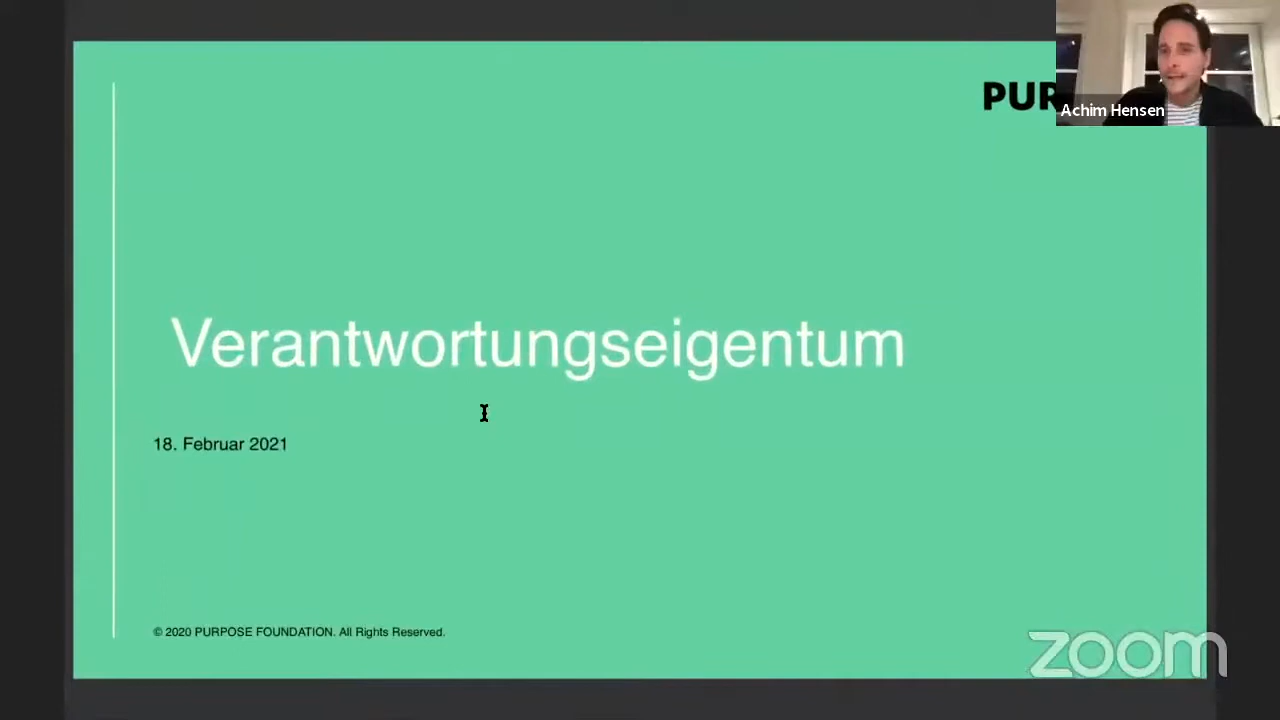 PUR
Achim Hensen
Verantwortungseigentum
18. Februar 2021
© 2020 PURPOSE FOUNDATION. All Rights Reserved.
zoom